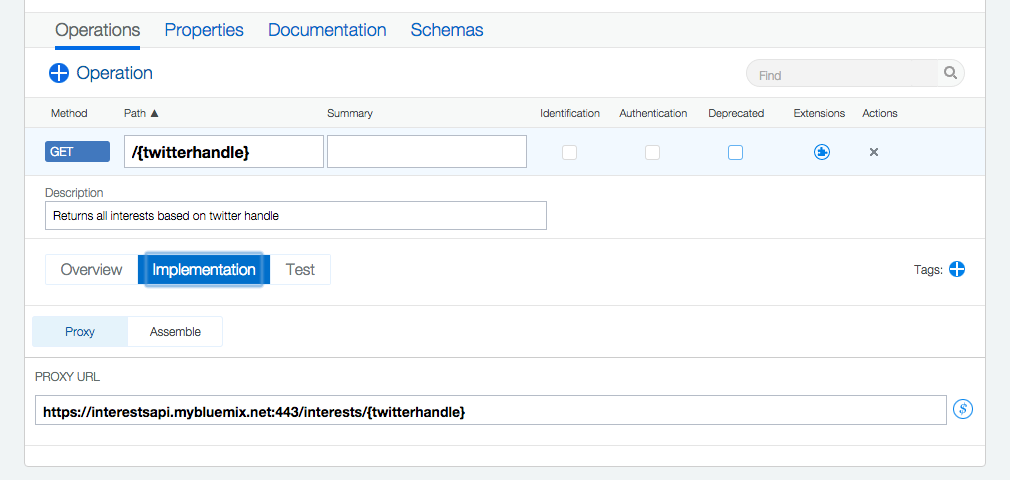 Operations Properties Documentation Schemas
Operation Find
Method Path ▲ Summary Identification Authentication Deprecated Extensions Actions
GET /{twitterhandle}
Description
Returns all interests based on twitter handle
Overview Implementation Test Tags:
Proxy Assemble
PROXY URL
https://interestsapi.mybluemix.net:443/interests/{twitterhandle} $